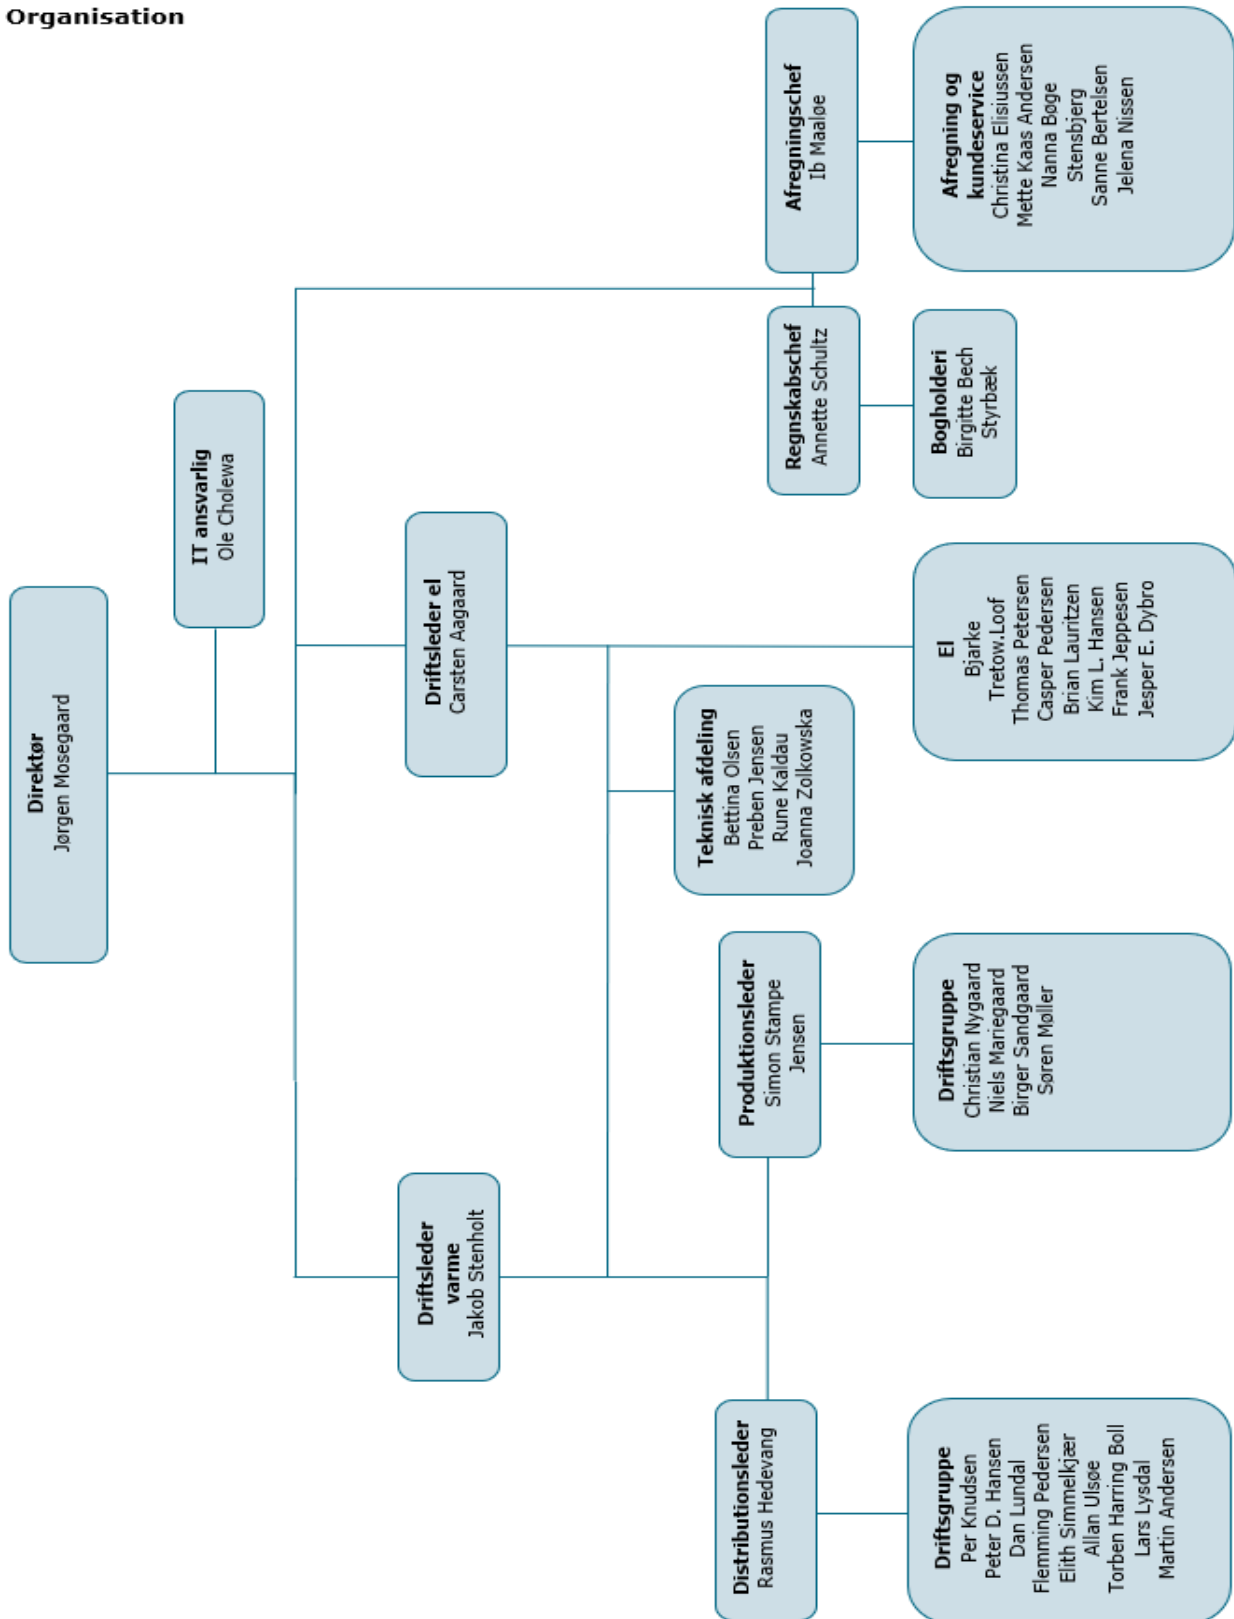 Organisation
Direktør
Jørgen Mosegaard
IT ansvarlig
Ole Cholewa
Driftsleder
varme
Jakob Stenholt
Driftsleder el
Carsten Aagaard
Distributionsleder
Rasmus Hedevang
Produktionsleder
Simon Stampe
Jensen
Teknisk afdeling
Bettina Olsen
Preben Jensen
Rune Kaldau
Joanna Zolkowska
Regnskabschef
Annette Schultz
Afregningschef
Ib Maaløe
Driftsgruppe
Per Knudsen
Peter D. Hansen
Dan Lundal
Flemming Pedersen
Elith Simmelkjær
Allan Ulsøe
Torben Harring Boll
Lars Lysdal
Martin Andersen
Driftsgruppe
Christian Nygaard
Niels Mariegaard
Birger Sandgaard
Søren Møller
El
Bjarke
Tretow.Loof
Thomas Petersen
Casper Pedersen
Brian Lauritzen
Kim L. Hansen
Frank Jeppesen
Jesper E. Dybro
Bogholderi
Birgitte Bech
Styrbæk
Afregning og
kundeservice
Christina Elisiussen
Mette Kaas Andersen
Nanna Bøge
Stensbjerg
Sanne Bertelsen
Jelena Nissen